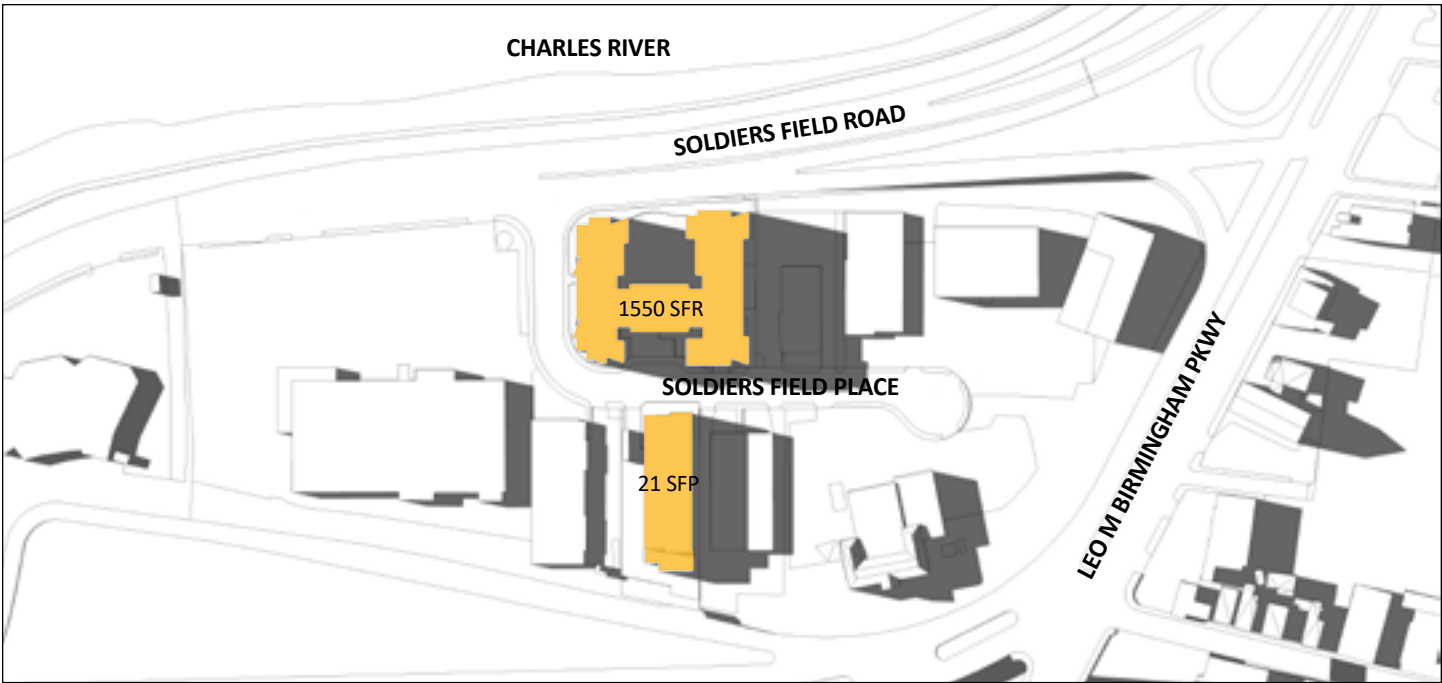 CHARLES RIVER
SOLDIERS FIELD ROAD
1550 SFR
SOLDIERS FIELD PLACE
21 SFP
LEO M BIRMINGHAM PKWY